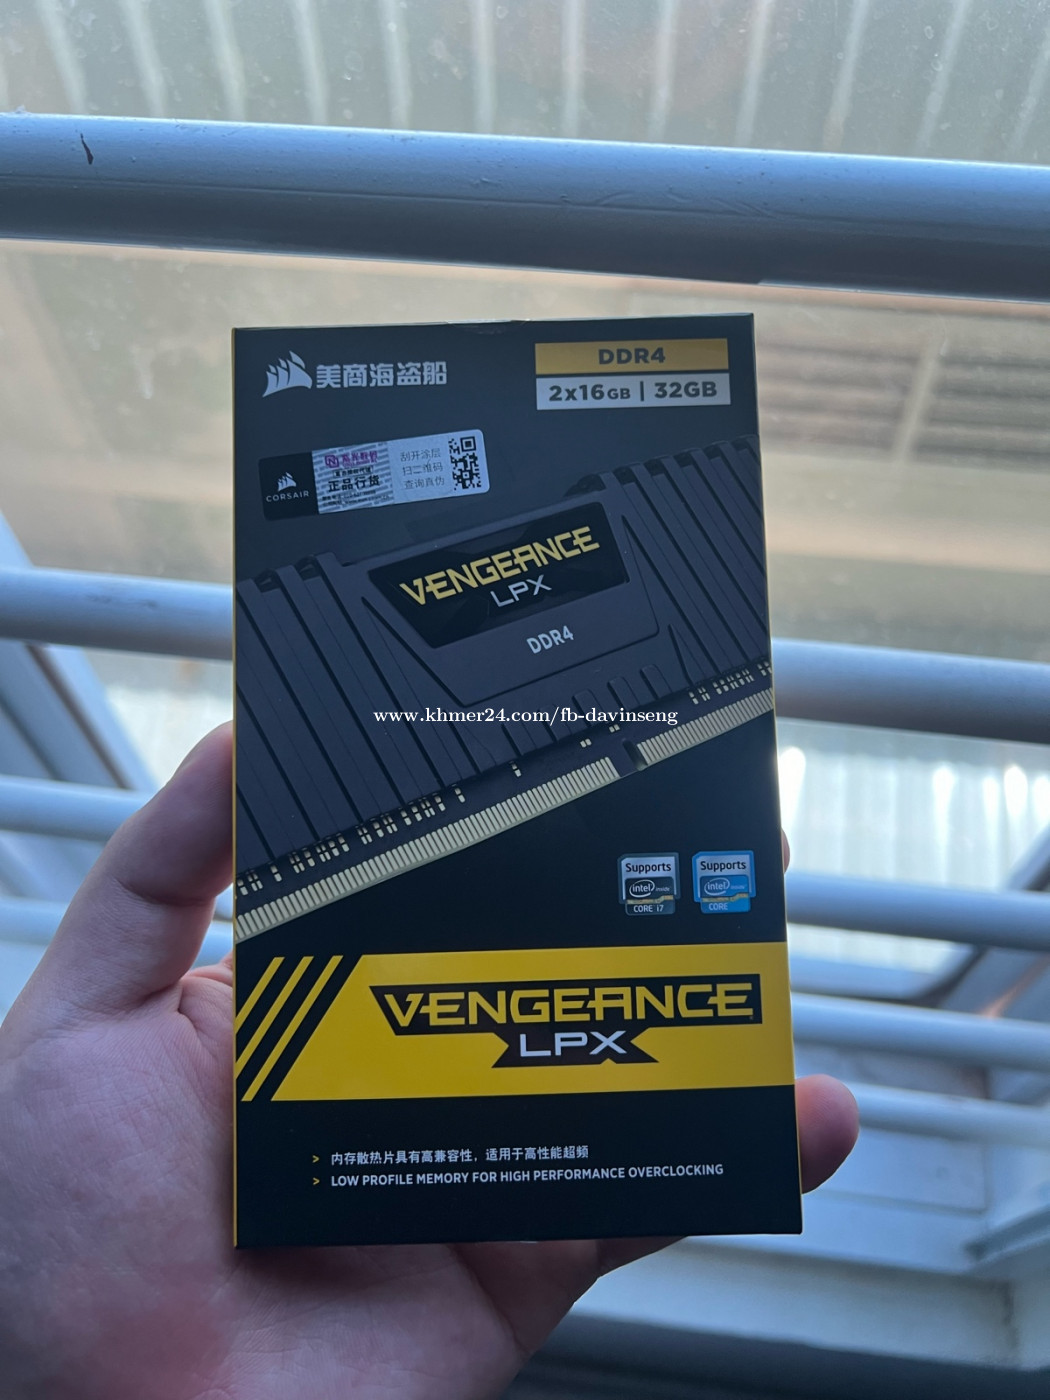 美商海盗船
DDR4
2x16GB | 32GB
CORSAIR
正品行货
刮开涂层
扫二维码
查询真伪
VENGEANCE
LPX
DDR4
www.khmer24.com/fb-davinseng
Supports
intel inside
CORE i7
Supports
intel inside
CORE
VENGEANCE
LPX
> 内存散热片具有高兼容性，适用于高性能超频
> LOW PROFILE MEMORY FOR HIGH PERFORMANCE OVERCLOCKING